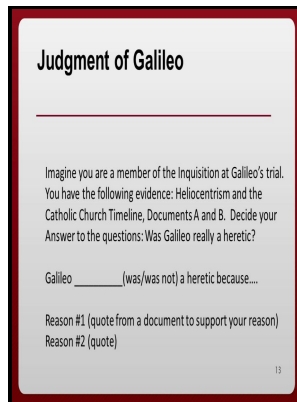 Judgment of Galileo
Imagine you are a member of the Inquisition at Galileo's trial.
You have the following evidence: Heliocentrism and the
Catholic Church Timeline, Documents A and B. Decide your
Answer to the questions: Was Galileo really a heretic?
Galileo ________(was/was not) a heretic because....
Reason #1 (quote from a document to support your reason)
Reason #2 (quote)
13